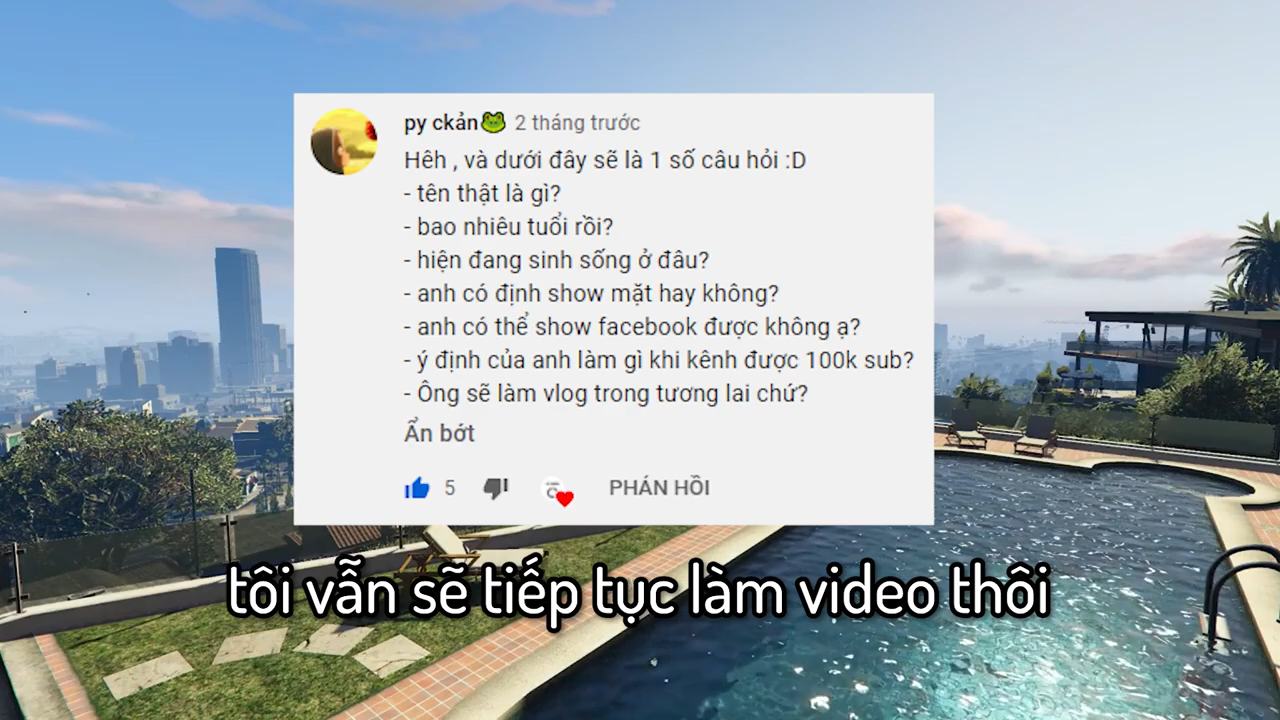 py ckản🐸 2 tháng trước
Hêh , và dưới đây sẽ là 1 số câu hỏi :D
- tên thật là gì?
- bao nhiêu tuổi rồi?
- hiện đang sinh sống ở đâu?
- anh có định show mặt hay không?
- anh có thể show facebook được không ạ?
- ý định của anh làm gì khi kênh được 100k sub?
- Ông sẽ làm vlog trong tương lai chứ?
Ẩn bớt
5 PHẢN HỒI
tôi vẫn sẽ tiếp tục làm video thôi